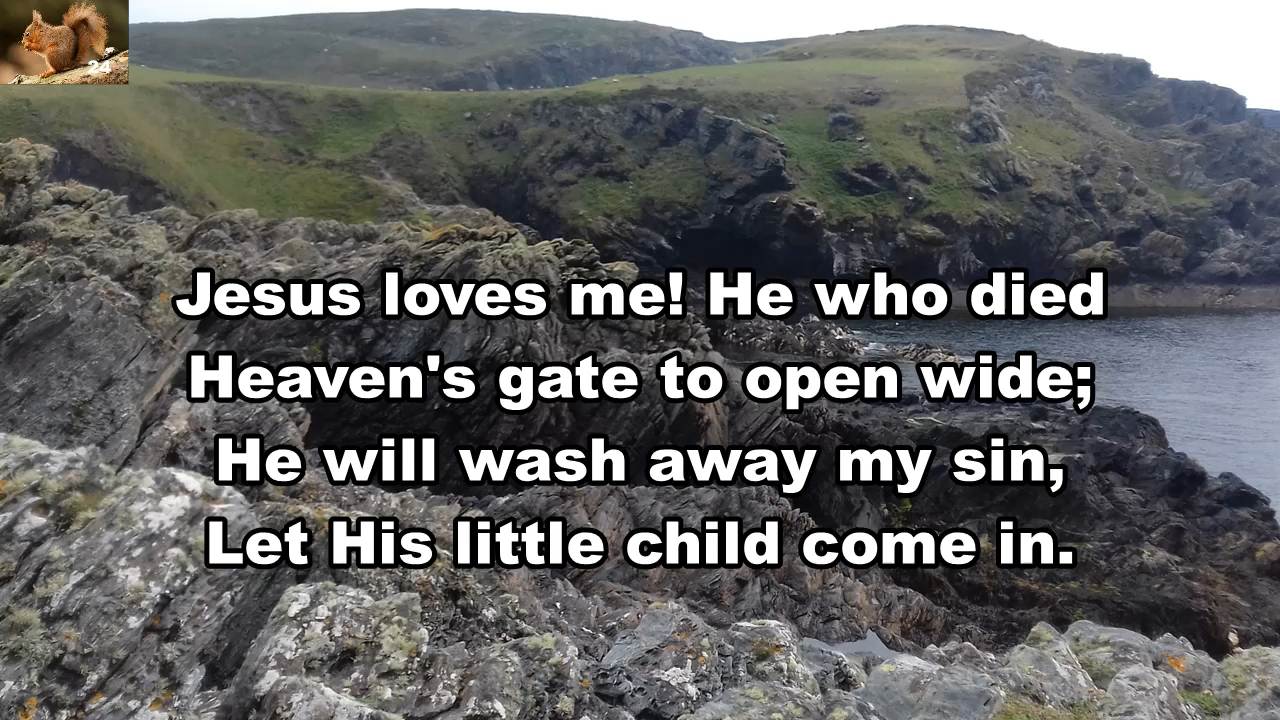 24
Jesus loves me! He who died
Heaven's gate to open wide;
He will wash away my sin,
Let His little child come in.